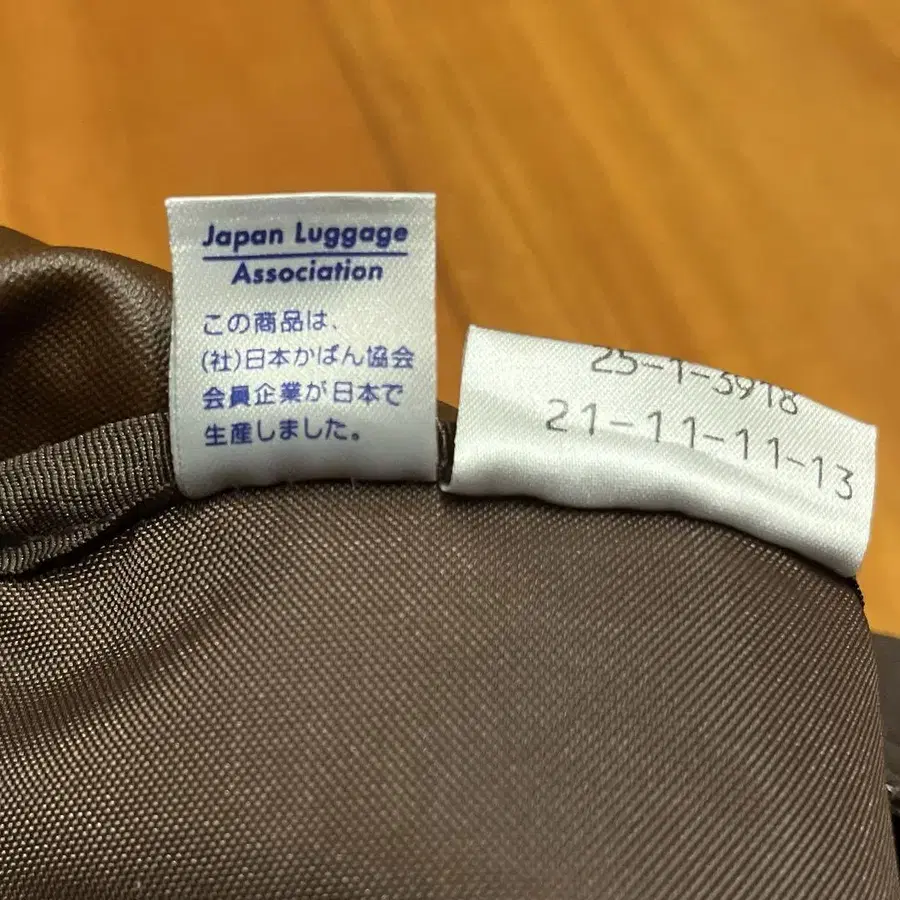 Japan Luggage
Association
この商品は、
(社)日本かばん協会
会員企業が日本で
生産しました。
25-1-3918
21-11-11-13